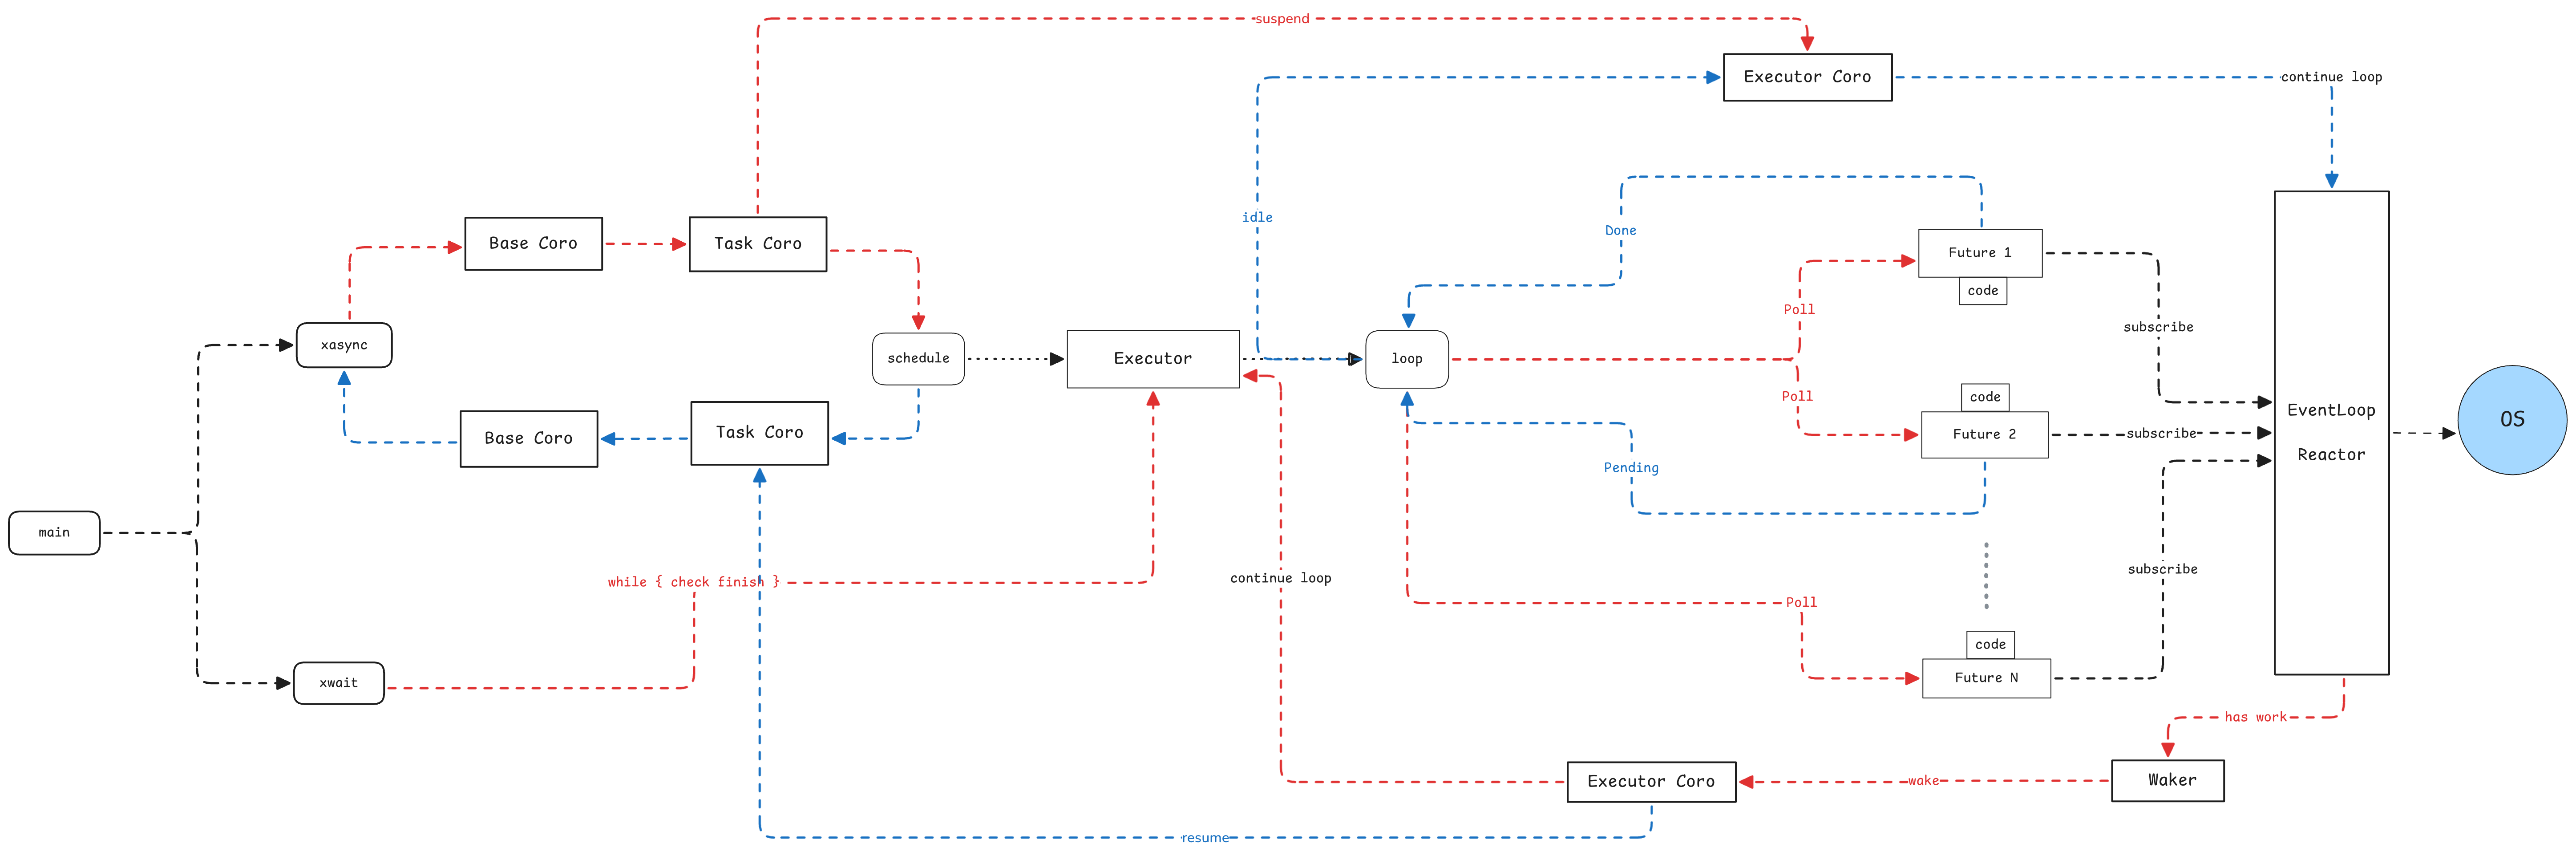 suspend
Executor Coro
continue loop
idle
Done
Base Coro
Task Coro
Future 1
code
Poll
subscribe
xasync
schedule
Executor
loop
Poll
code
Future 2
subscribe
EventLoop
Reactor
OS
Base Coro
Task Coro
Pending
main
while { check finish }
continue loop
Poll
subscribe
code
Future N
xwait
has work
Executor Coro
wake
Waker
resume